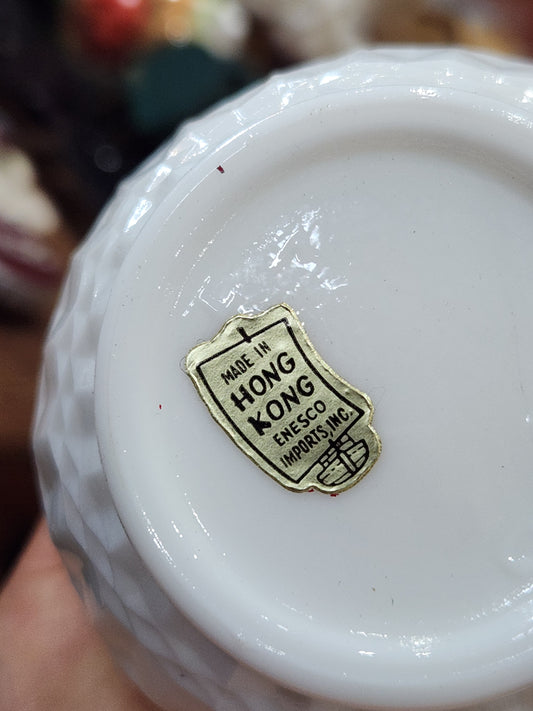 MADE IN
HONG
KONG
ENESCO
IMPORTS, INC.